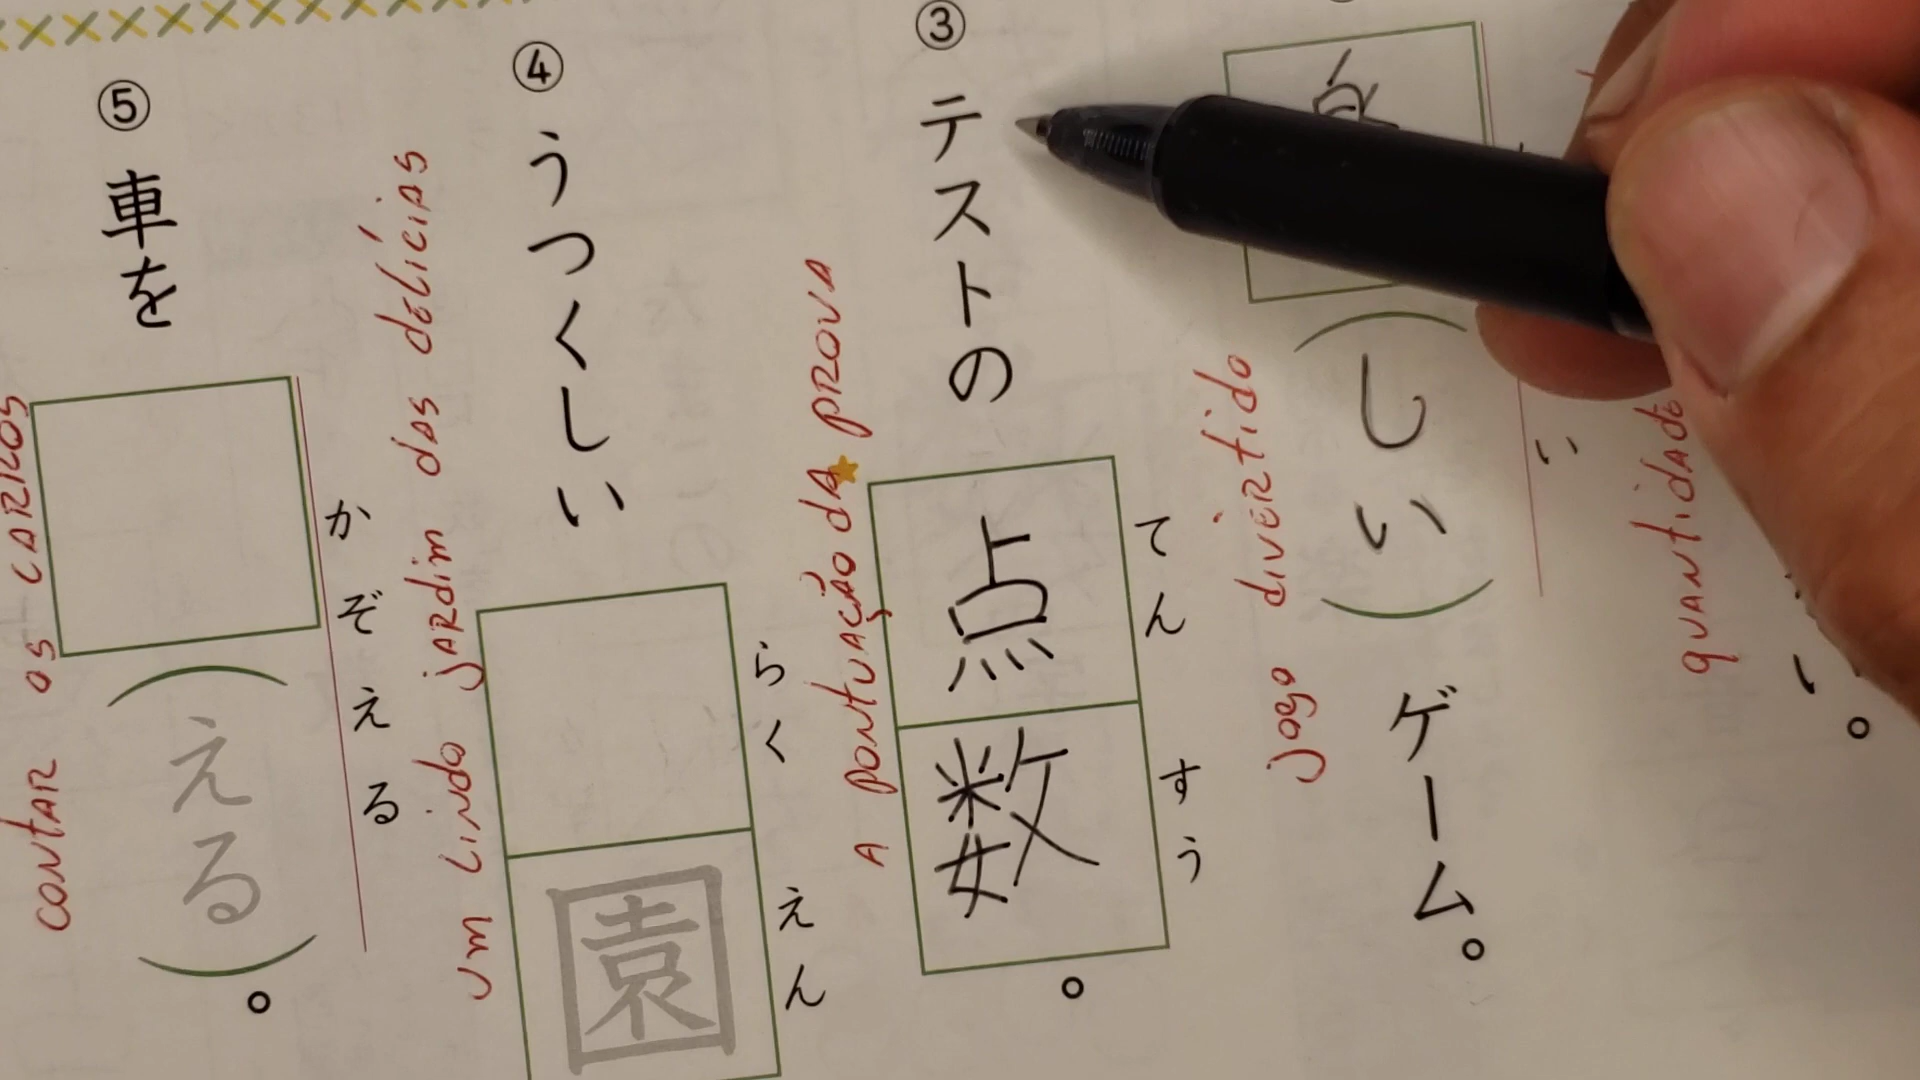 quantidade
い
しい
ゲーム。
jogo divertido
③
テストの
点数
てんすう
。
A pontuação da prova
④
うつくしい
園
らくえん
um lindo jardim das delícias
⑤
車を
かぞえる
(える)
。
contar os carros